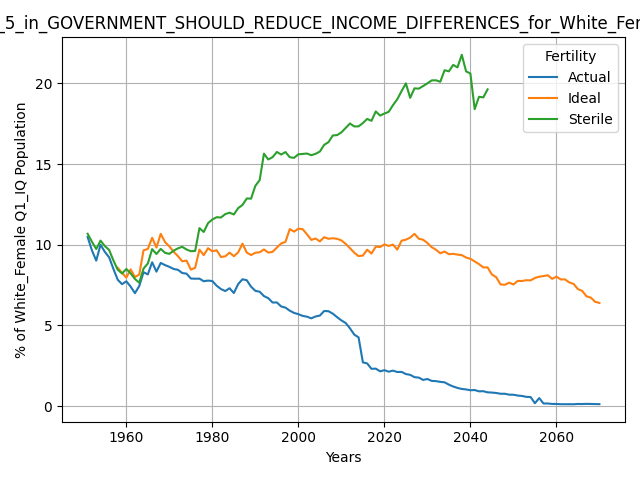 _5_in_GOVERNMENT_SHOULD_REDUCE_INCOME_DIFFERENCES_for_White_Fem
Fertility
Actual
Ideal
Sterile
% of White_Female Q1_IQ Population
20
15
10
5
0
1960 1980 2000 2020 2040 2060
Years